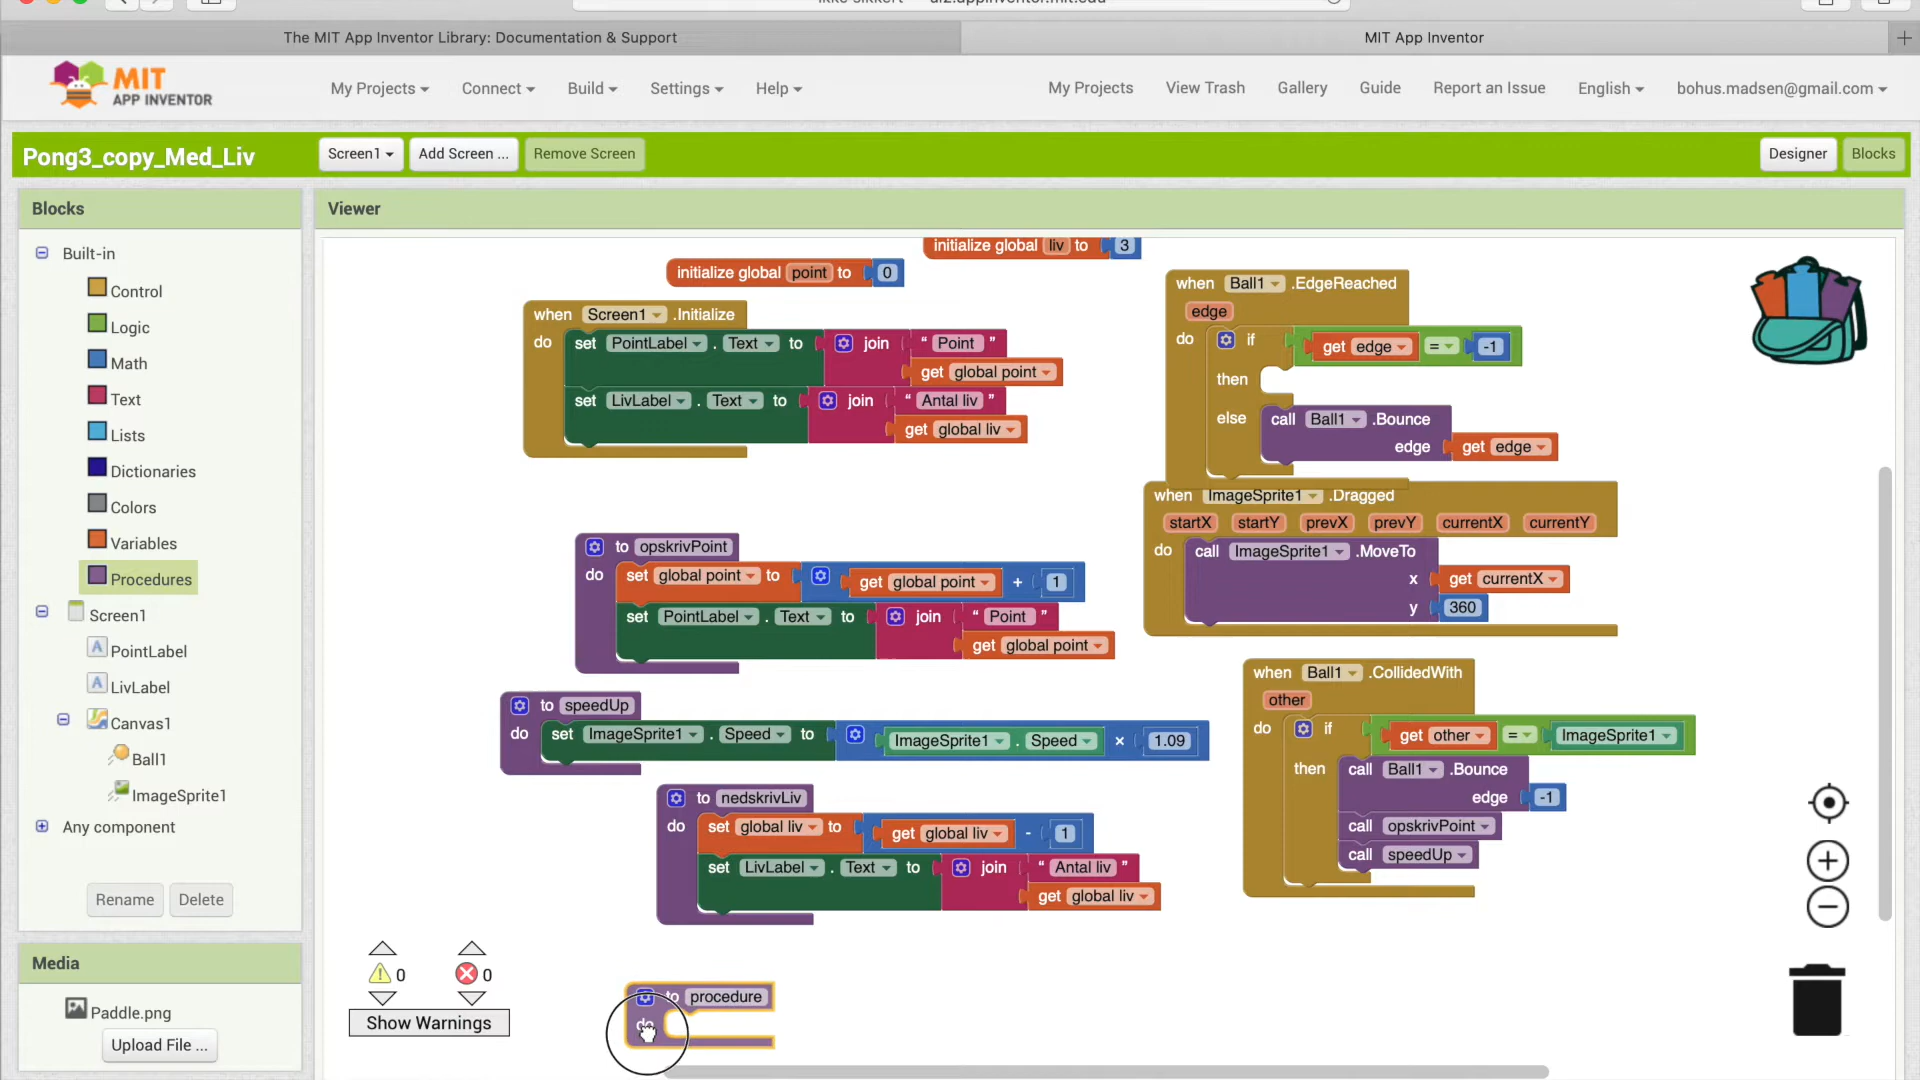 ikke sikkert — ai2.appinventor.mit.edu
The MIT App Inventor Library: Documentation & Support
MIT App Inventor
MIT
APP INVENTOR
My Projects
Connect
Build
Settings
Help
My Projects
View Trash
Gallery
Guide
Report an Issue
English
bohus.madsen@gmail.com
Pong3_copy_Med_Liv
Screen1
Add Screen ...
Remove Screen
Designer
Blocks
Blocks
Built-in
Control
Logic
Math
Text
Lists
Dictionaries
Colors
Variables
Procedures
Screen1
PointLabel
LivLabel
Canvas1
Ball1
ImageSprite1
Any component
Rename
Delete
Media
Paddle.png
Upload File ...
Viewer
initialize global liv to 3
initialize global point to 0
when Screen1 .Initialize
do set PointLabel . Text to join “ Point ”
get global point
set LivLabel . Text to join “ Antal liv ”
get global liv
to opskrivPoint
do set global point to get global point + 1
set PointLabel . Text to join “ Point ”
get global point
to speedUp
do set ImageSprite1 . Speed to ImageSprite1 . Speed × 1.09
to nedskrivLiv
do set global liv to get global liv - 1
set LivLabel . Text to join “ Antal liv ”
get global liv
to procedure
do
when Ball1 .EdgeReached
edge
do if get edge = -1
then
else call Ball1 .Bounce
edge get edge
when ImageSprite1 .Dragged
startX startY prevX prevY currentX currentY
do call ImageSprite1 .MoveTo
x get currentX
y 360
when Ball1 .CollidedWith
other
do if get other = ImageSprite1
then call Ball1 .Bounce
edge -1
call opskrivPoint
call speedUp
0 0
Show Warnings